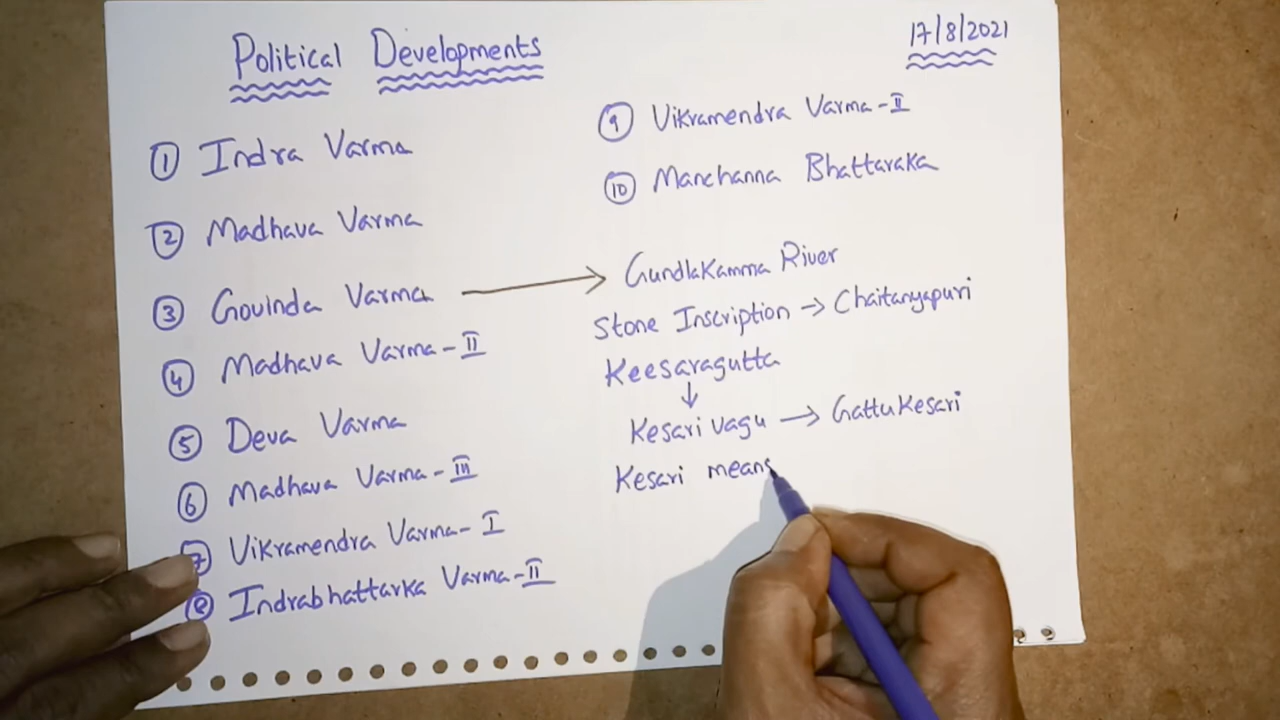 Political Developments
17/8/2021
① Indra Varma
② Madhava Varma
③ Govinda Varma →
④ Madhava Varma-II
⑤ Deva Varma
⑥ Madhava Varma-III
⑦ Vikramendra Varma-I
⑧ Indrabhattarka Varma-II
⑨ Vikramendra Varma-II
⑩ Manchanna Bhattaraka
Gundlakamma River
Stone Inscription → Chaitanyapuri
Keesaragutta
↓
Kesari vagu → Gattu Kesari
Kesari means